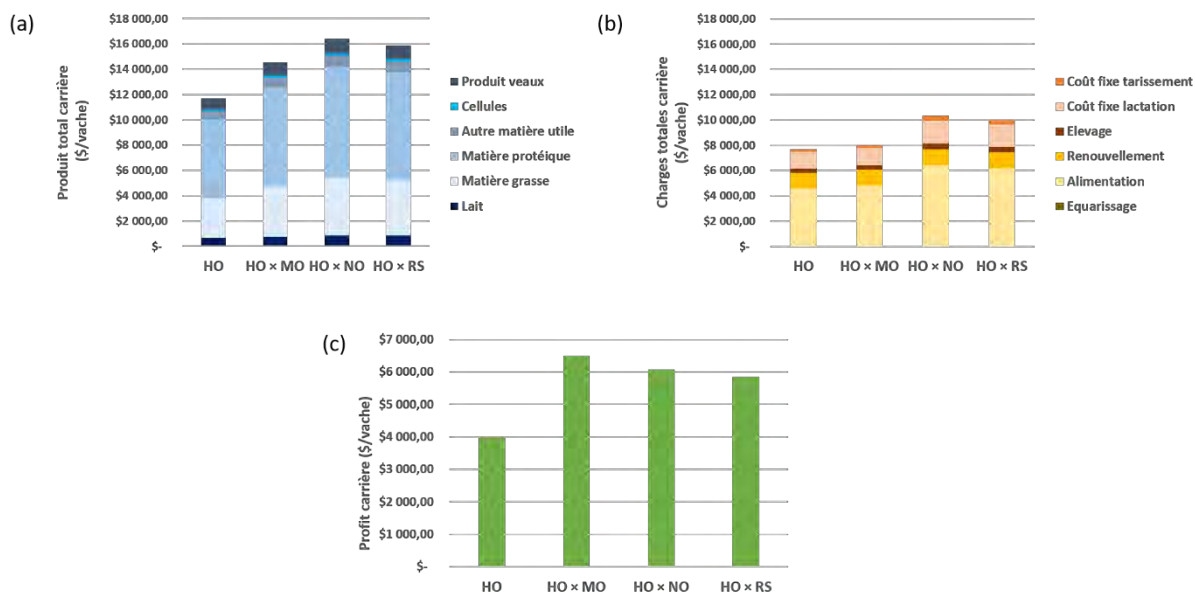 (a)
Produit total carrière
($/vache)
$18 000,00
$16 000,00
$14 000,00
$12 000,00
$10 000,00
$8 000,00
$6 000,00
$4 000,00
$2 000,00
$-
HO
HO × MO
HO × NO
HO × RS
Produit veaux
Cellules
Autre matière utile
Matière protéique
Matière grasse
Lait
(b)
Charges totales carrière
($/vache)
$18 000,00
$16 000,00
$14 000,00
$12 000,00
$10 000,00
$8 000,00
$6 000,00
$4 000,00
$2 000,00
$-
HO
HO × MO
HO × NO
HO × RS
Coût fixe tarissement
Coût fixe lactation
Elevage
Renouvellement
Alimentation
Equarissage
(c)
Profit carrière ($/vache)
$7 000,00
$6 000,00
$5 000,00
$4 000,00
$3 000,00
$2 000,00
$1 000,00
$-
HO
HO × MO
HO × NO
HO × RS